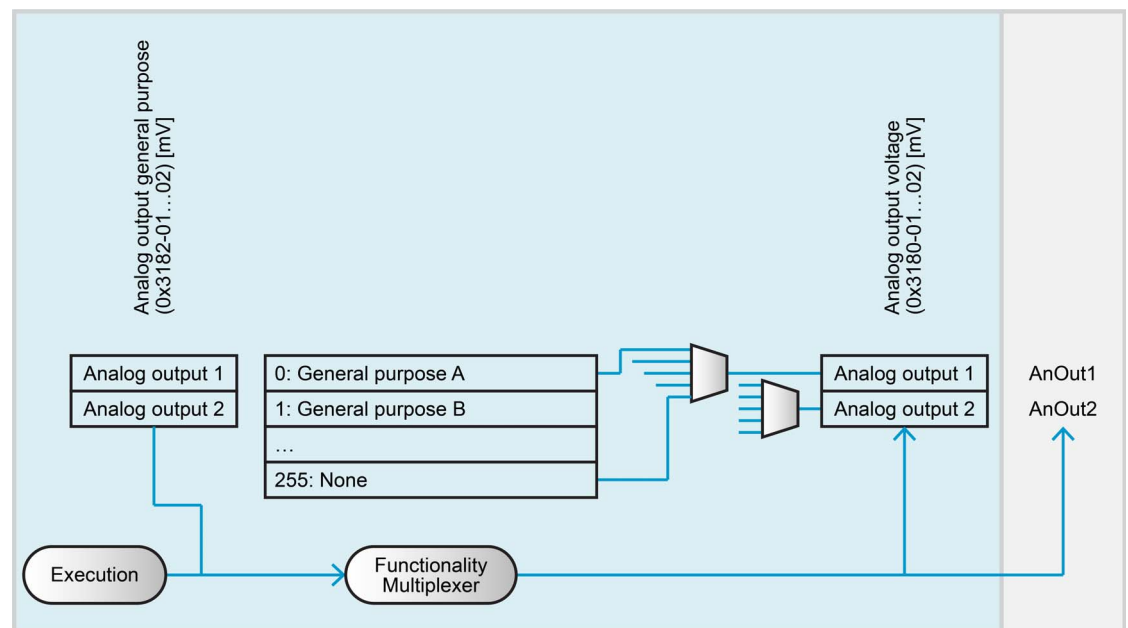 Analog output general purpose
(0x3182-01…02) [mV]
Analog output voltage
(0x3180-01…02) [mV]
Analog output 1
Analog output 2
0: General purpose A
1: General purpose B
…
255: None
Analog output 1
Analog output 2
AnOut1
AnOut2
Execution
Functionality
Multiplexer